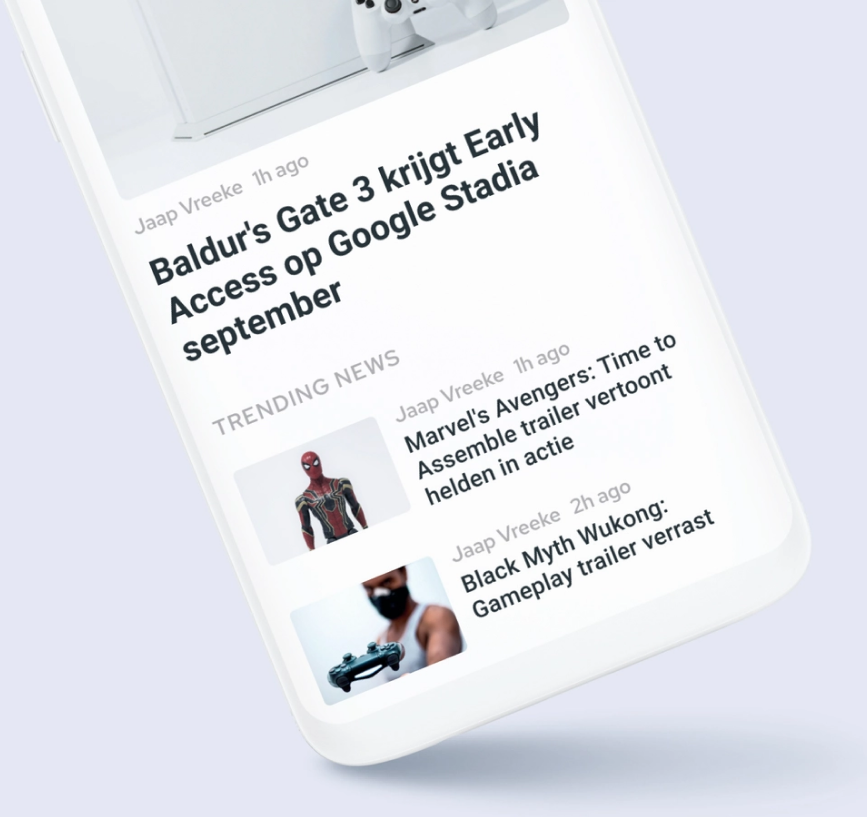 Jaap Vreeke 1h ago
Baldur's Gate 3 krijgt Early
Access op Google Stadia
september
TRENDING NEWS
Jaap Vreeke 1h ago
Marvel's Avengers: Time to
Assemble trailer vertoont
helden in actie
Jaap Vreeke 2h ago
Black Myth Wukong:
Gameplay trailer verrast